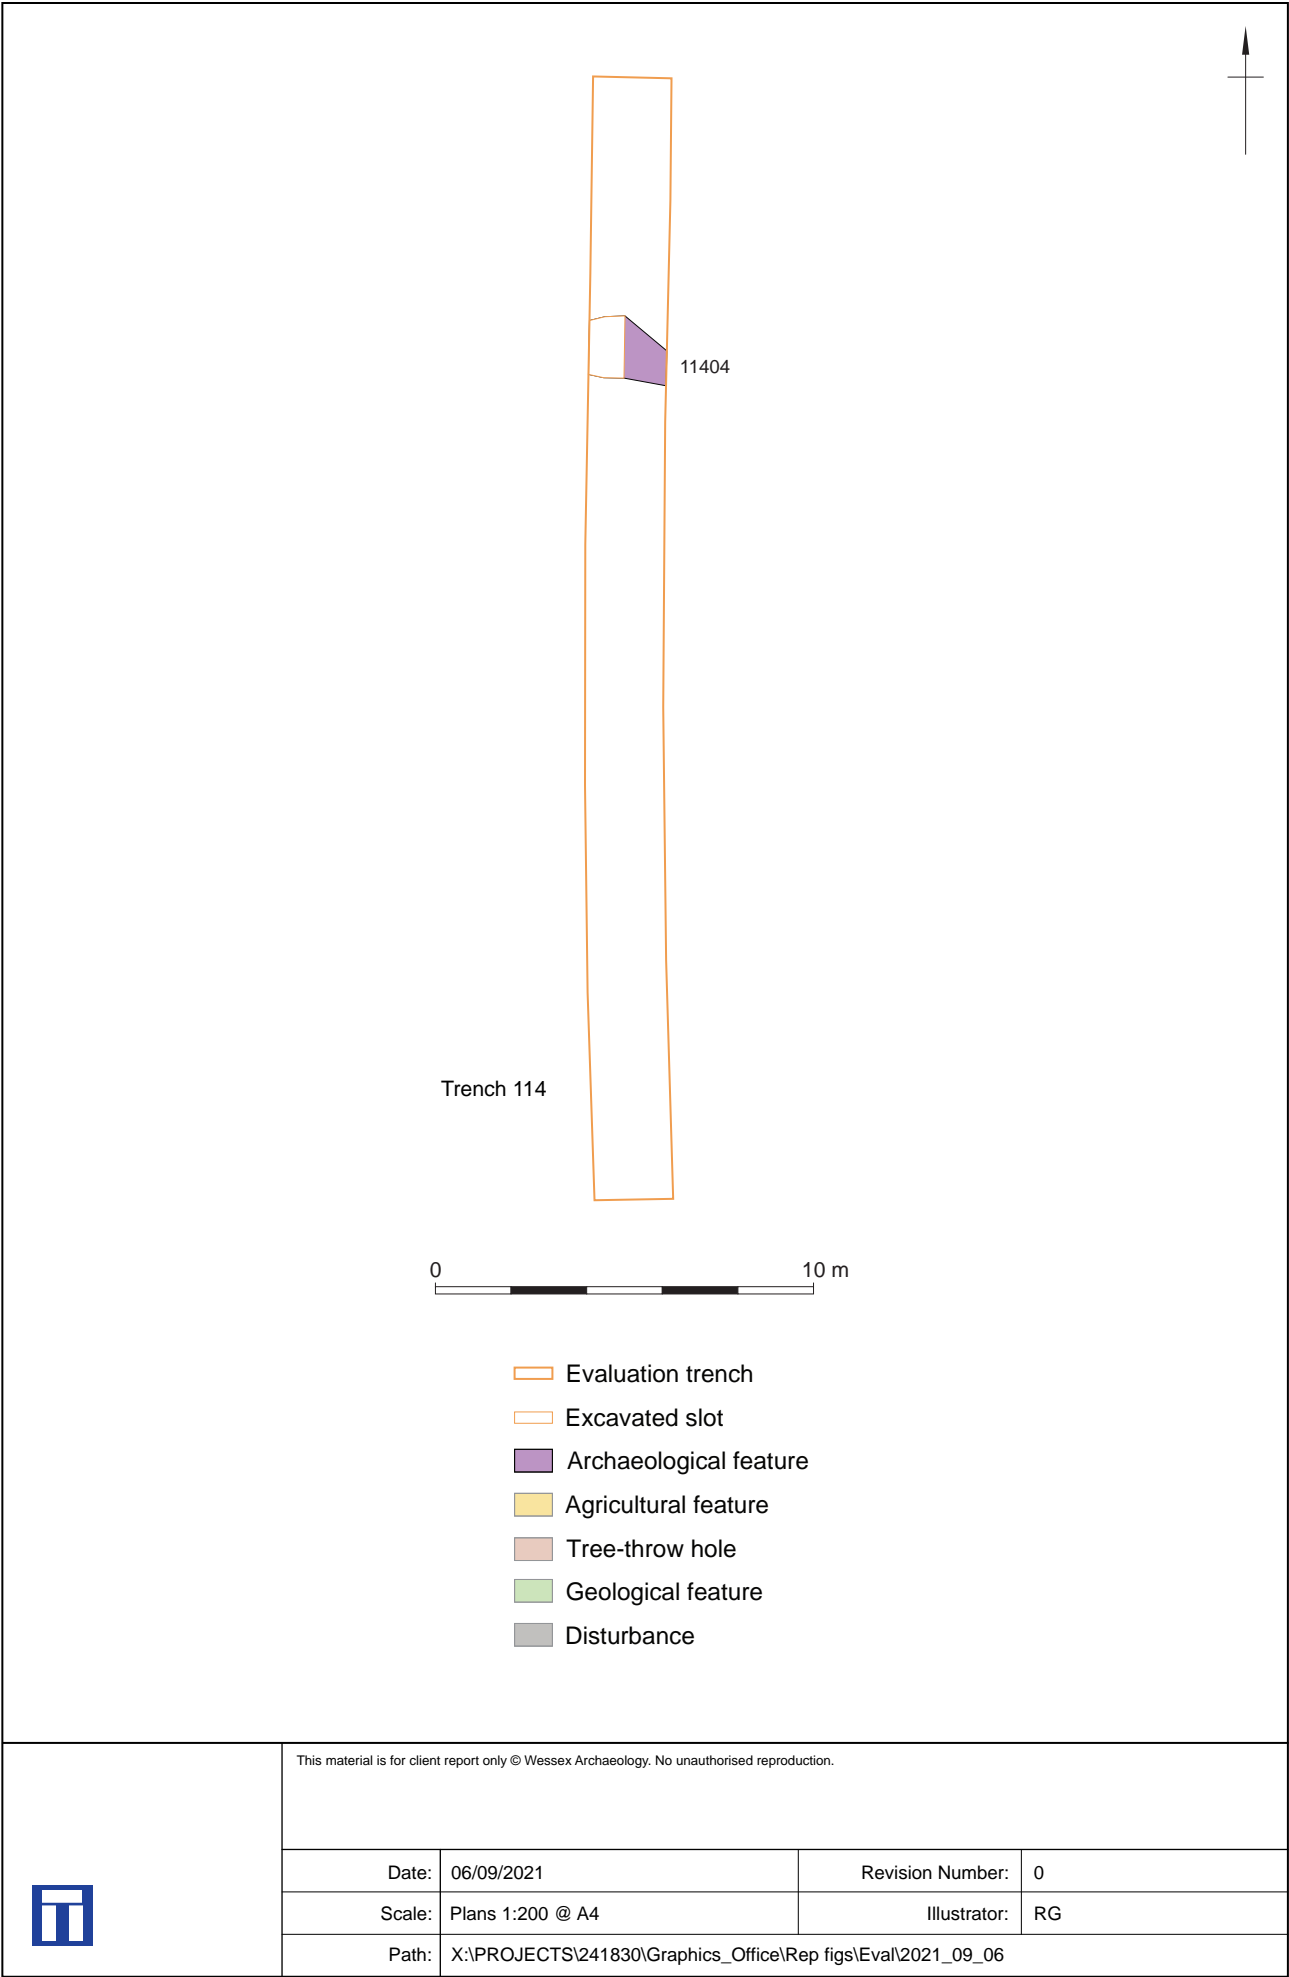 11404
Trench 114
0 10 m
Evaluation trench
Excavated slot
Archaeological feature
Agricultural feature
Tree-throw hole
Geological feature
Disturbance
This material is for client report only © Wessex Archaeology. No unauthorised reproduction.
Date: 06/09/2021 Revision Number: 0
Scale: Plans 1:200 @ A4 Illustrator: RG
Path: X:\PROJECTS\241830\Graphics_Office\Rep figs\Eval\2021_09_06